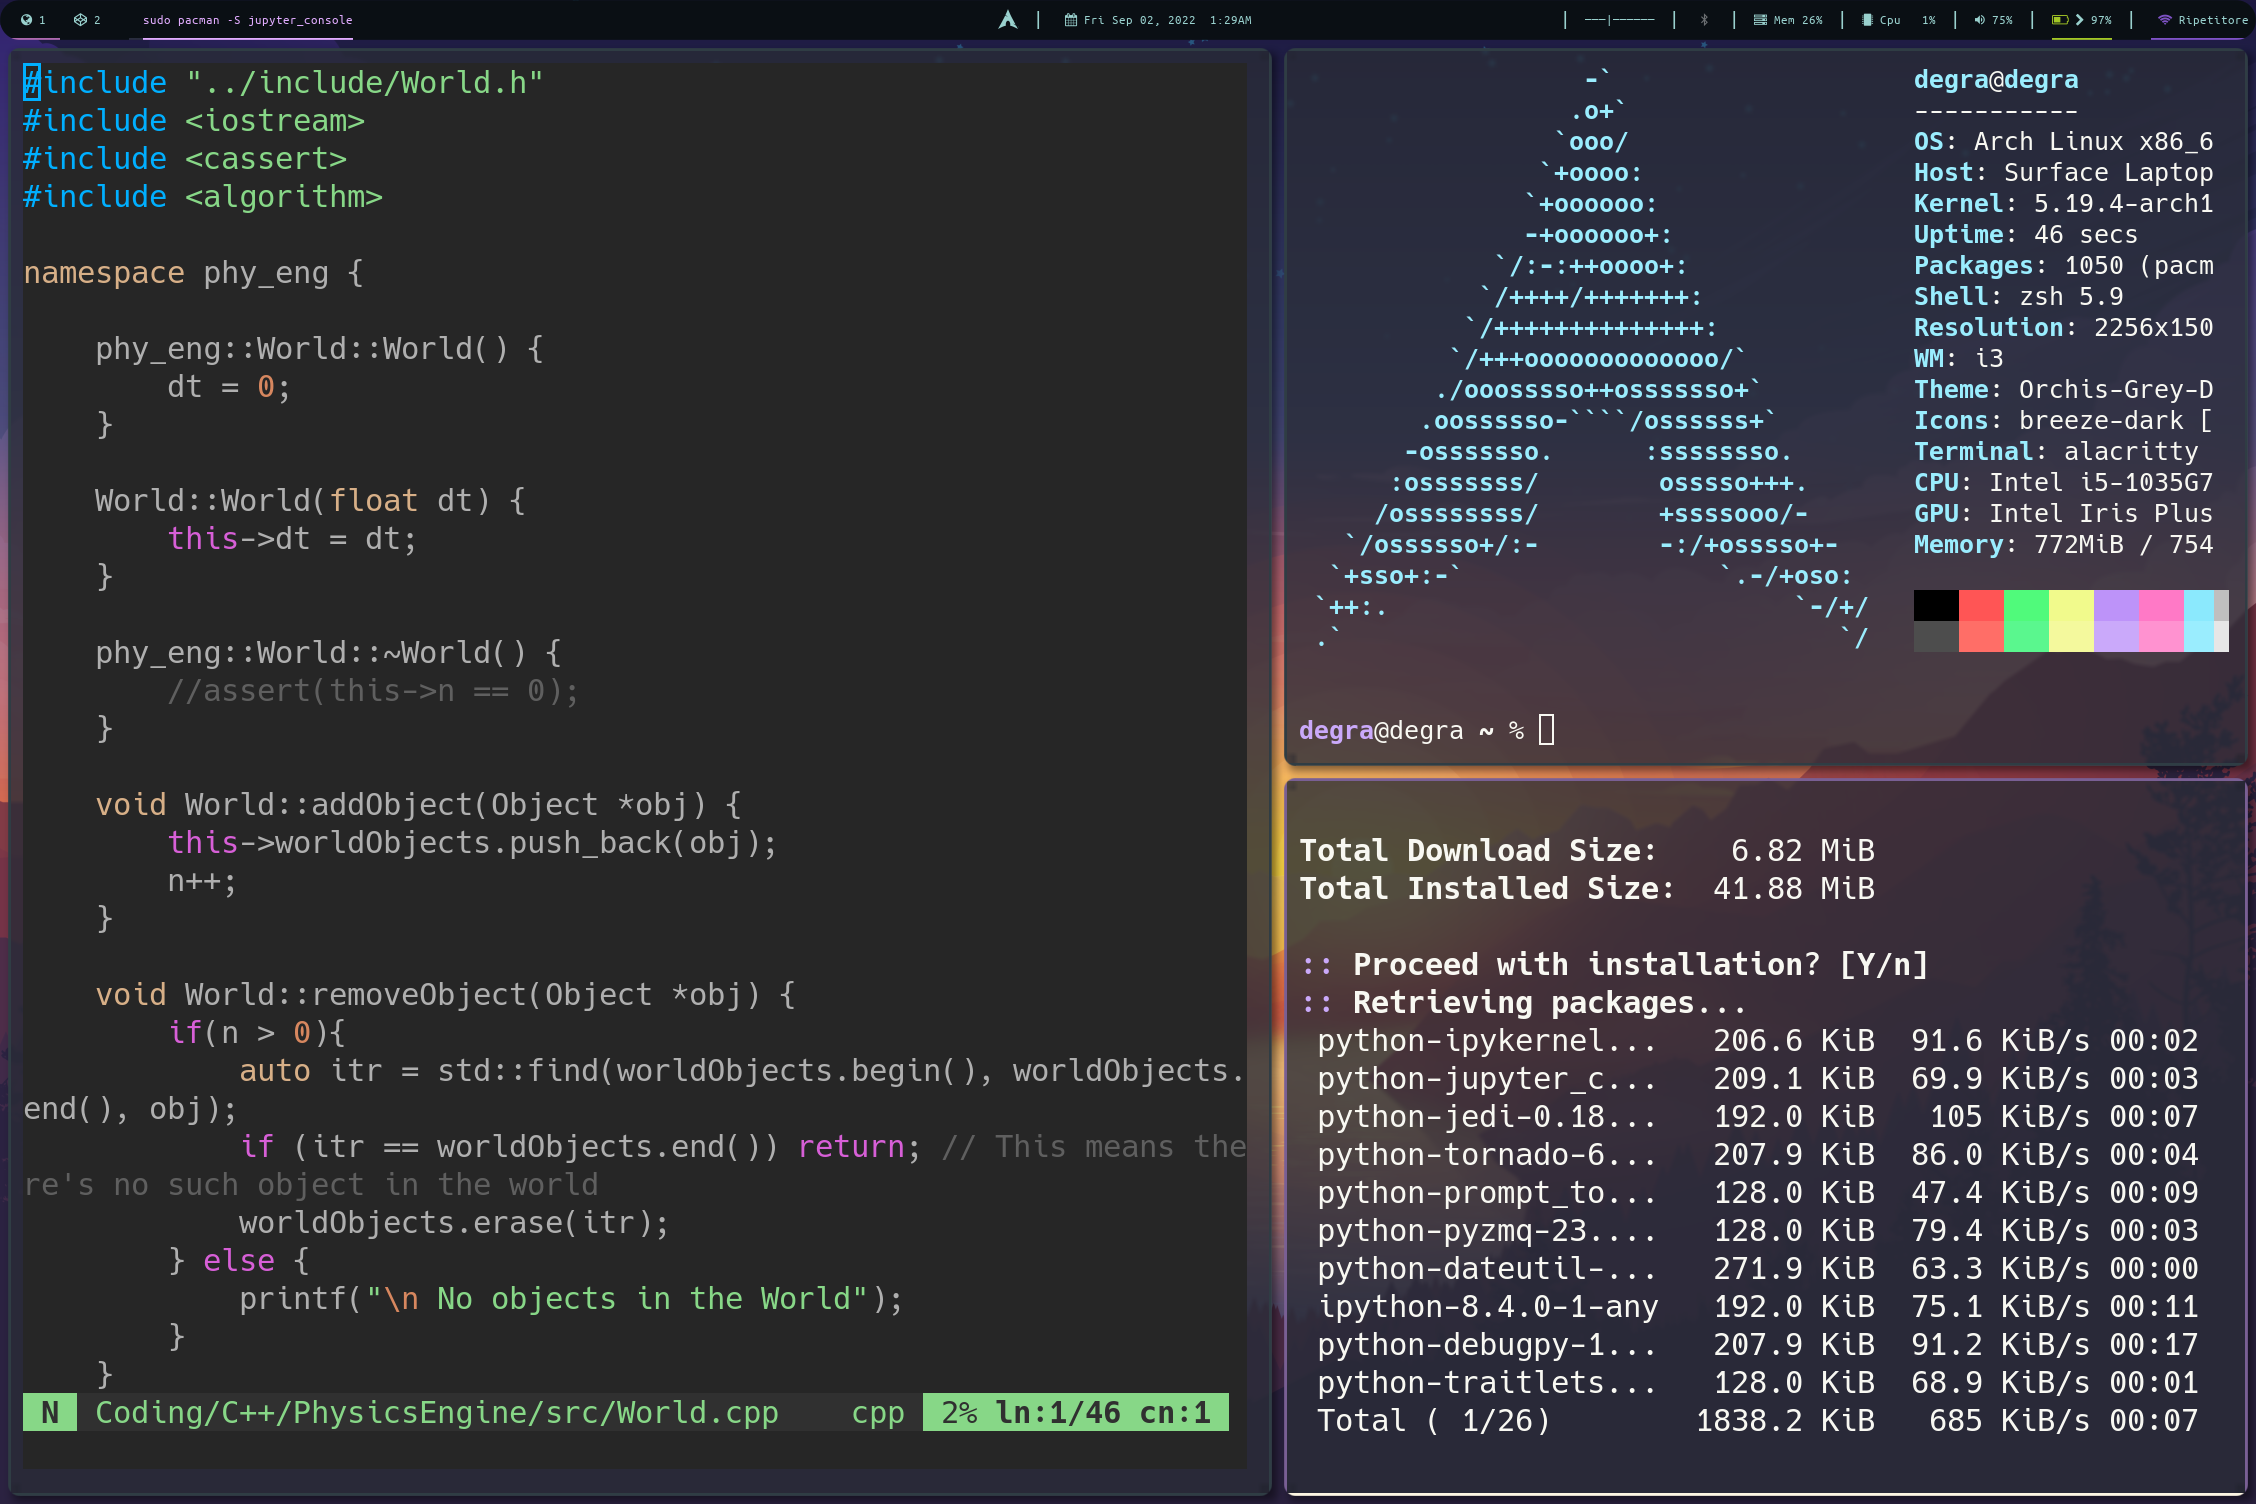 1 2 sudo pacman -S jupyter_console
Fri Sep 02, 2022 1:29AM
Mem 26% Cpu 1% 75% 97% Ripetitore
#include "../include/World.h"
#include <iostream>
#include <cassert>
#include <algorithm>
namespace phy_eng {
phy_eng::World::World() {
dt = 0;
}
World::World(float dt) {
this->dt = dt;
}
phy_eng::World::~World() {
//assert(this->n == 0);
}
void World::addObject(Object *obj) {
this->worldObjects.push_back(obj);
n++;
}
void World::removeObject(Object *obj) {
if(n > 0){
auto itr = std::find(worldObjects.begin(), worldObjects.
end(), obj);
if (itr == worldObjects.end()) return; // This means the
re's no such object in the world
worldObjects.erase(itr);
} else {
printf("\n No objects in the World");
}
}
N Coding/C++/PhysicsEngine/src/World.cpp cpp 2% ln:1/46 cn:1
-`
.o+`
`ooo/
`+oooo:
`+oooooo:
-+oooooo+:
`/:-:++oooo+:
`/++++/+++++++:
`/++++++++++++++:
`/+++ooooooooooooo/`
./ooosssso++osssssso+`
.oossssso-````/ossssss+`
-osssssso. :ssssssso.
:osssssss/ osssso+++.
/ossssssss/ +ssssooo/-
`/ossssso+/:- -:/+osssso+-
`+sso+:-` `.-/+oso:
`++:. `-/+/
.` `/
degra@degra
-----------
OS: Arch Linux x86_6
Host: Surface Laptop
Kernel: 5.19.4-arch1
Uptime: 46 secs
Packages: 1050 (pacm
Shell: zsh 5.9
Resolution: 2256x150
WM: i3
Theme: Orchis-Grey-D
Icons: breeze-dark [
Terminal: alacritty
CPU: Intel i5-1035G7
GPU: Intel Iris Plus
Memory: 772MiB / 754
degra@degra ~ %
Total Download Size: 6.82 MiB
Total Installed Size: 41.88 MiB
:: Proceed with installation? [Y/n]
:: Retrieving packages...
python-ipykernel... 206.6 KiB 91.6 KiB/s 00:02
python-jupyter_c... 209.1 KiB 69.9 KiB/s 00:03
python-jedi-0.18... 192.0 KiB 105 KiB/s 00:07
python-tornado-6... 207.9 KiB 86.0 KiB/s 00:04
python-prompt_to... 128.0 KiB 47.4 KiB/s 00:09
python-pyzmq-23.... 128.0 KiB 79.4 KiB/s 00:03
python-dateutil-... 271.9 KiB 63.3 KiB/s 00:00
ipython-8.4.0-1-any 192.0 KiB 75.1 KiB/s 00:11
python-debugpy-1... 207.9 KiB 91.2 KiB/s 00:17
python-traitlets... 128.0 KiB 68.9 KiB/s 00:01
Total ( 1/26) 1838.2 KiB 685 KiB/s 00:07